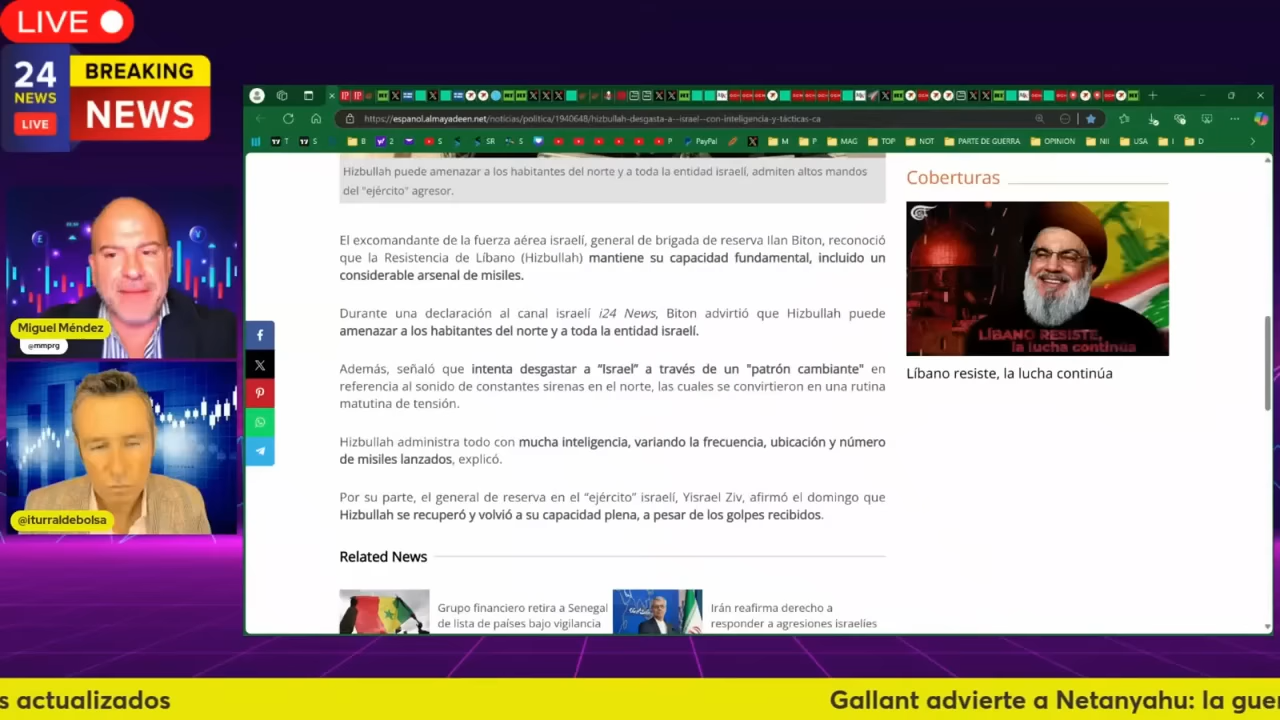 LIVE
24
NEWS
LIVE
BREAKING
NEWS
https://espanol.almayadeen.net/noticias/politica/1940648/hizbullah-desgasta-a--israel--con-inteligencia-y-tácticas-ca
PayPal
MAG
TOP
NOT
PARTE DE GUERRA
OPINION
NII
USA
Hizbullah puede amenazar a los habitantes del norte y a toda la entidad israelí, admiten altos mandos
del "ejército" agresor.
El excomandante de la fuerza aérea israelí, general de brigada de reserva Ilan Biton, reconoció
que la Resistencia de Líbano (Hizbullah) mantiene su capacidad fundamental, incluido un
considerable arsenal de misiles.
Durante una declaración al canal israelí i24 News, Biton advirtió que Hizbullah puede
amenazar a los habitantes del norte y a toda la entidad israelí.
Además, señaló que intenta desgastar a “Israel” a través de un "patrón cambiante" en
referencia al sonido de constantes sirenas en el norte, las cuales se convirtieron en una rutina
matutina de tensión.
Hizbullah administra todo con mucha inteligencia, variando la frecuencia, ubicación y número
de misiles lanzados, explicó.
Por su parte, el general de reserva en el “ejército” israelí, Yisrael Ziv, afirmó el domingo que
Hizbullah se recuperó y volvió a su capacidad plena, a pesar de los golpes recibidos.
Related News
Grupo financiero retira a Senegal
de lista de países bajo vigilancia
Irán reafirma derecho a
responder a agresiones israelíes
Coberturas
LÍBANO RESISTE,
la lucha continúa
Líbano resiste, la lucha continúa
Miguel Méndez
@mmprg
@iturraldebolsa
s actualizados
Gallant advierte a Netanyahu: la guer